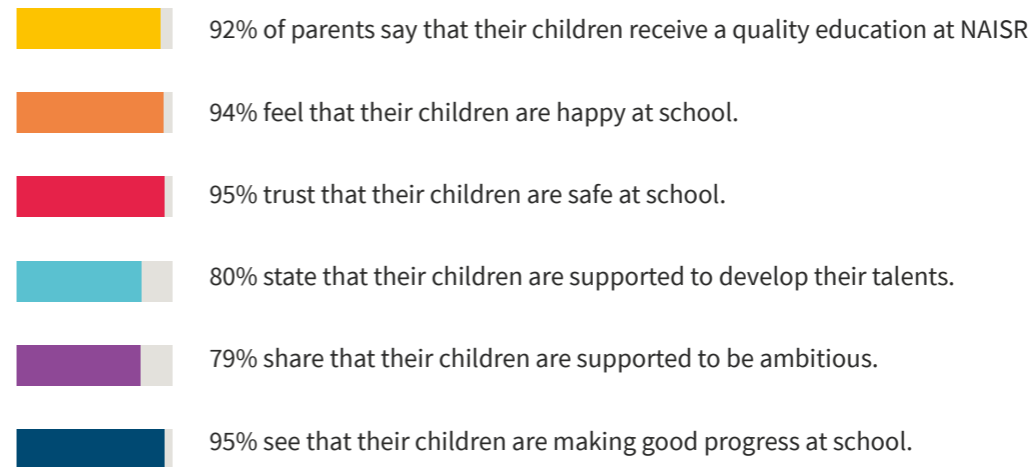 92% of parents say that their children receive a quality education at NAISR
94% feel that their children are happy at school.
95% trust that their children are safe at school.
80% state that their children are supported to develop their talents.
79% share that their children are supported to be ambitious.
95% see that their children are making good progress at school.